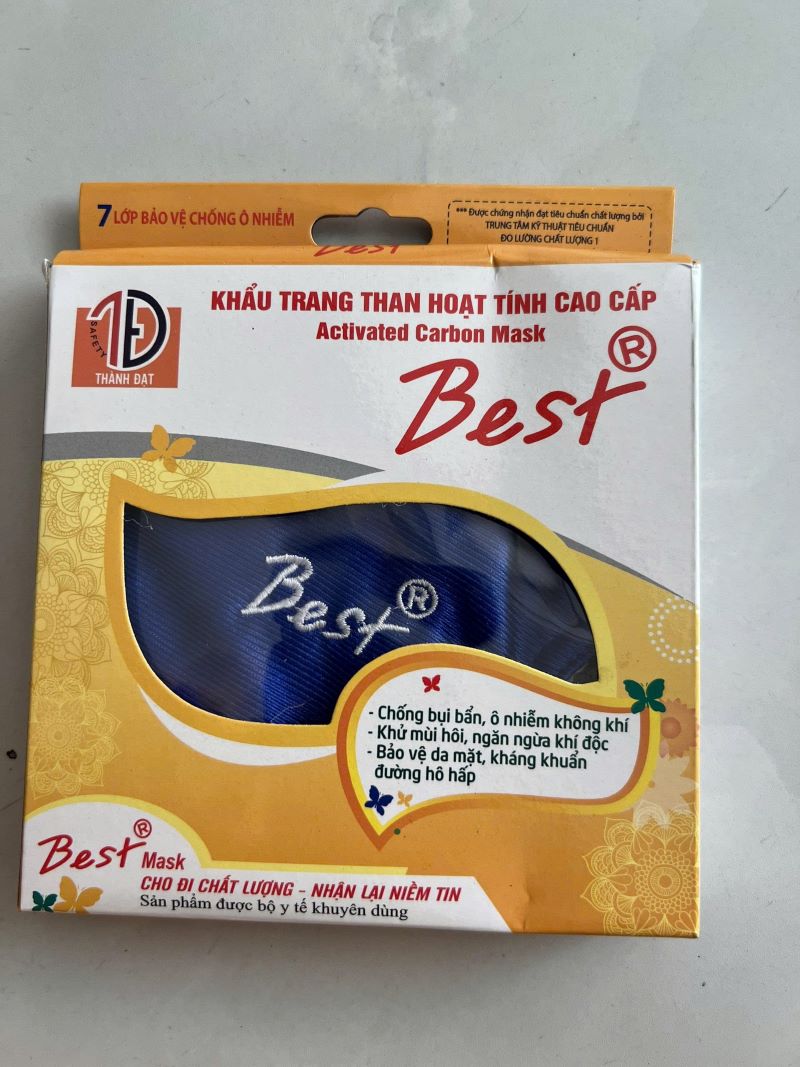 7 LỚP BẢO VỆ CHỐNG Ô NHIỄM
*** Được chứng nhận đạt tiêu chuẩn chất lượng bởi
TRUNG TÂM KỸ THUẬT TIÊU CHUẨN
ĐO LƯỜNG CHẤT LƯỢNG 1
Best
SAFETY
TĐ
THÀNH ĐẠT
KHẨU TRANG THAN HOẠT TÍNH CAO CẤP
Activated Carbon Mask
Best®
Best®
- Chống bụi bẩn, ô nhiễm không khí
- Khử mùi hôi, ngăn ngừa khí độc
- Bảo vệ da mặt, kháng khuẩn
đường hô hấp
Best® Mask
CHO ĐI CHẤT LƯỢNG - NHẬN LẠI NIỀM TIN
Sản phẩm được bộ y tế khuyên dùng